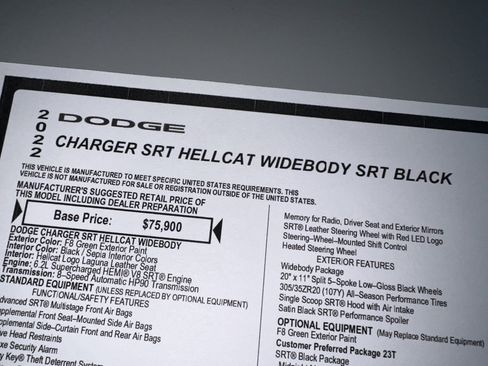 2022
DODGE
CHARGER SRT HELLCAT WIDEBODY SRT BLACK
THIS VEHICLE IS MANUFACTURED TO MEET SPECIFIC UNITED STATES REQUIREMENTS. THIS
VEHICLE IS NOT MANUFACTURED FOR SALE OR REGISTRATION OUTSIDE OF THE UNITED STATES.
MANUFACTURER'S SUGGESTED RETAIL PRICE OF
THIS MODEL INCLUDING DEALER PREPARATION
Base Price: $75,900
DODGE CHARGER SRT HELLCAT WIDEBODY
Exterior Color: F8 Green Exterior Paint
Interior Color: Black / Sepia Interior Colors
Interior: Hellcat Logo Laguna Leather Seat
Engine: 6.2L Supercharged HEMI® V8 SRT® Engine
Transmission: 8-Speed Automatic HP90 Transmission
STANDARD EQUIPMENT (UNLESS REPLACED BY OPTIONAL EQUIPMENT)
FUNCTIONAL/SAFETY FEATURES
Advanced SRT® Multistage Front Air Bags
upplemental Front Seat-Mounted Side Air Bags
pplemental Side-Curtain Front and Rear Air Bags
ve Head Restraints
xe Security Alarm
y Key® Theft Deterrent System
Memory for Radio, Driver Seat and Exterior Mirrors
SRT® Leather Steering Wheel with Red LED Logo
Steering-Wheel-Mounted Shift Control
Heated Steering Wheel
EXTERIOR FEATURES
Widebody Package
20" x 11" Split 5-Spoke Low-Gloss Black Wheels
305/35ZR20 (107Y) All-Season Performance Tires
Single Scoop SRT® Hood with Air Intake
Satin Black SRT® Performance Spoiler
OPTIONAL EQUIPMENT (May Replace Standard Equipment)
F8 Green Exterior Paint
Customer Preferred Package 23T
SRT® Black Package